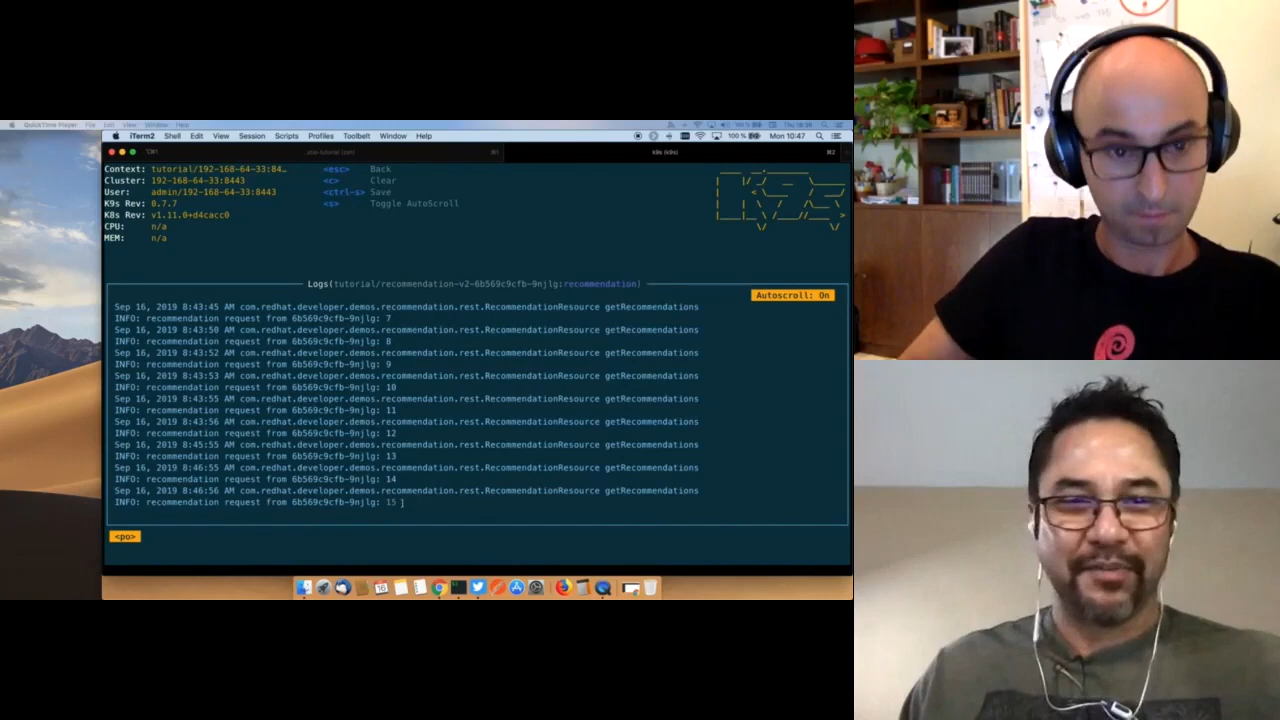 QuickTime Player File Edit View Window Help
iTerm2 Shell Edit View Session Scripts Profiles Toolbelt Window Help 100% Mon 10:47
k9s (k9s) ⌘2
Context: tutorial/192-168-64-33:84… <esc> Back
Cluster: 192-168-64-33:8443 <c> Clear
User: admin/192-168-64-33:8443 <ctrl-s> Save
K9s Rev: 0.7.7 <s> Toggle AutoScroll
K8s Rev: v1.11.0+d4cacc0
CPU: n/a
MEM: n/a
Logs(tutorial/recommendation-v2-6b569c9cfb-9njlg:recommendation)
Autoscroll: On
Sep 16, 2019 8:43:45 AM com.redhat.developer.demos.recommendation.rest.RecommendationResource getRecommendations
INFO: recommendation request from 6b569c9cfb-9njlg: 7
Sep 16, 2019 8:43:50 AM com.redhat.developer.demos.recommendation.rest.RecommendationResource getRecommendations
INFO: recommendation request from 6b569c9cfb-9njlg: 8
Sep 16, 2019 8:43:52 AM com.redhat.developer.demos.recommendation.rest.RecommendationResource getRecommendations
INFO: recommendation request from 6b569c9cfb-9njlg: 9
Sep 16, 2019 8:43:53 AM com.redhat.developer.demos.recommendation.rest.RecommendationResource getRecommendations
INFO: recommendation request from 6b569c9cfb-9njlg: 10
Sep 16, 2019 8:43:55 AM com.redhat.developer.demos.recommendation.rest.RecommendationResource getRecommendations
INFO: recommendation request from 6b569c9cfb-9njlg: 11
Sep 16, 2019 8:43:56 AM com.redhat.developer.demos.recommendation.rest.RecommendationResource getRecommendations
INFO: recommendation request from 6b569c9cfb-9njlg: 12
Sep 16, 2019 8:45:55 AM com.redhat.developer.demos.recommendation.rest.RecommendationResource getRecommendations
INFO: recommendation request from 6b569c9cfb-9njlg: 13
Sep 16, 2019 8:46:55 AM com.redhat.developer.demos.recommendation.rest.RecommendationResource getRecommendations
INFO: recommendation request from 6b569c9cfb-9njlg: 14
Sep 16, 2019 8:46:56 AM com.redhat.developer.demos.recommendation.rest.RecommendationResource getRecommendations
INFO: recommendation request from 6b569c9cfb-9njlg: 15
<po>